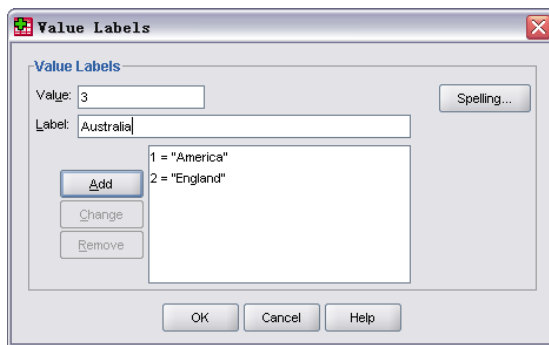 Value Labels
Value Labels
Value: 3
Spelling...
Label: Australia
1 = "America"
Add
2 = "England"
Change
Remove
OK Cancel Help